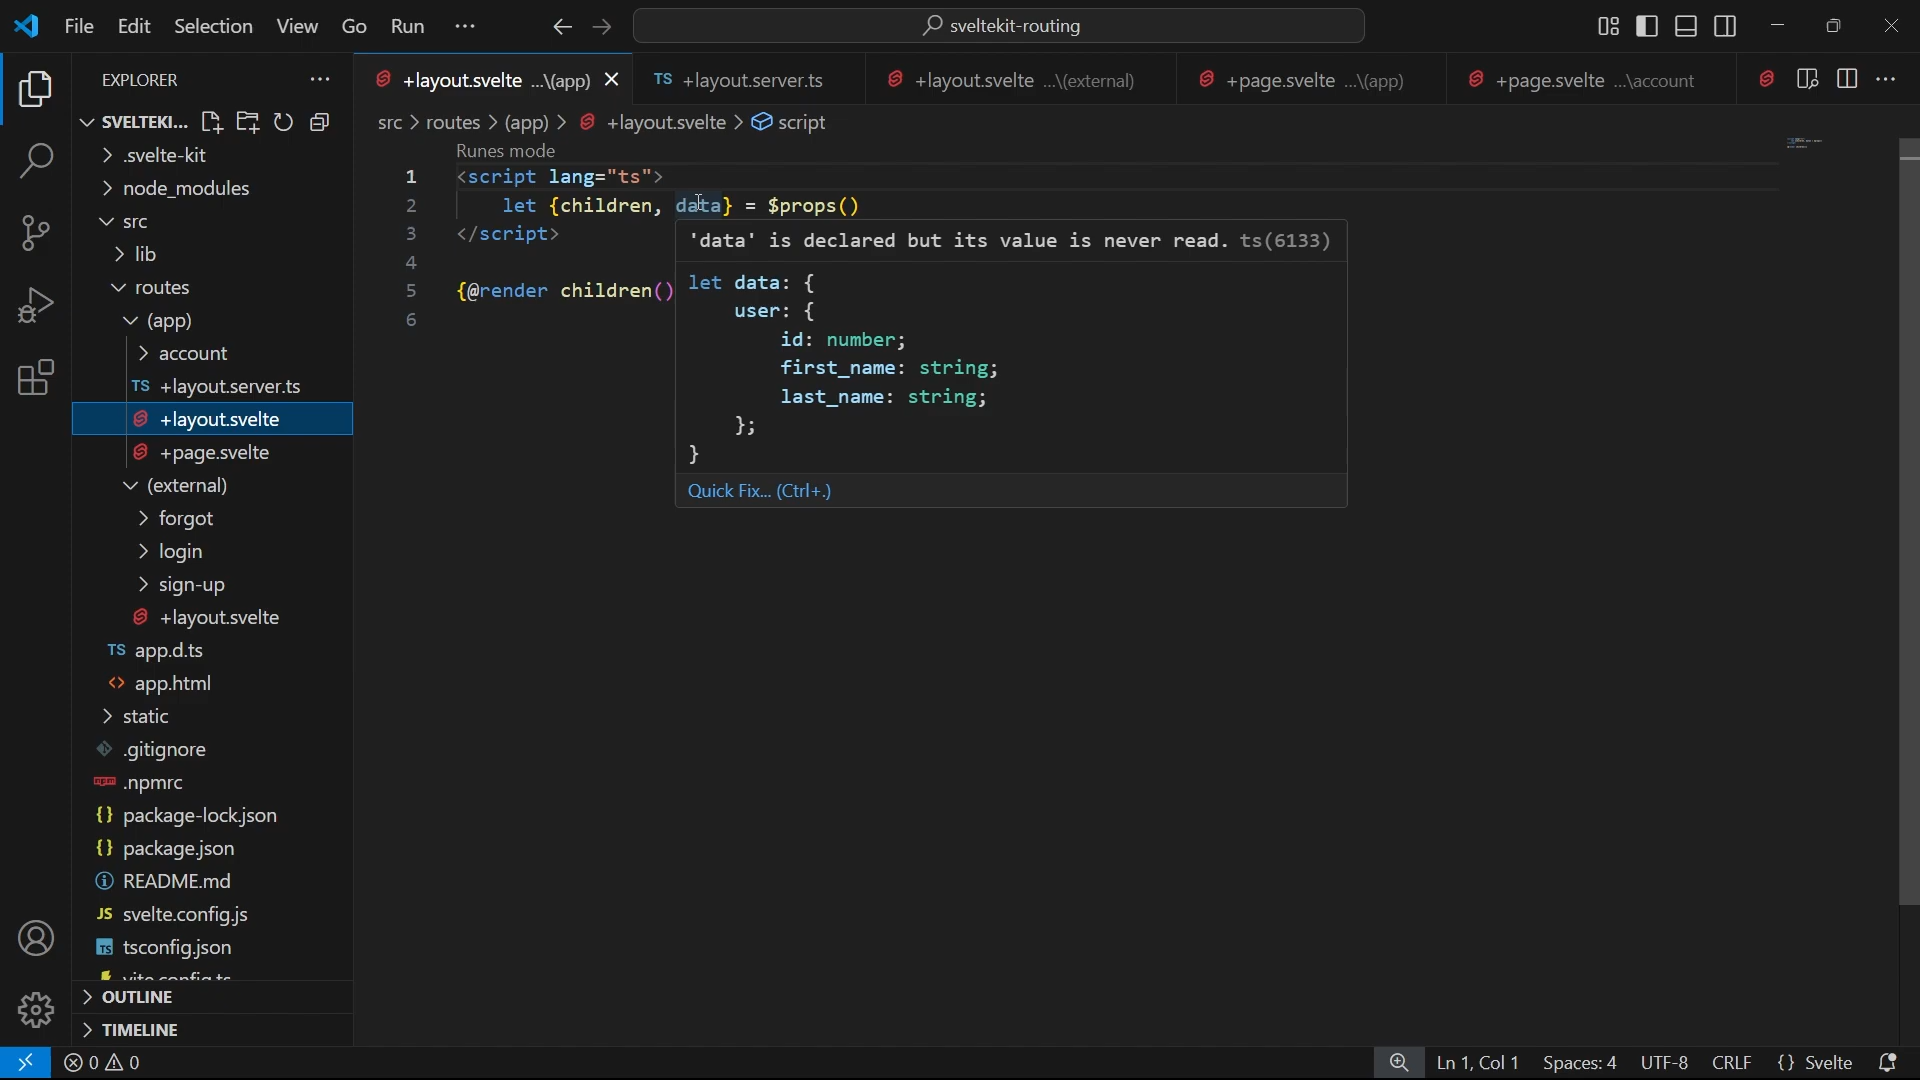 File Edit Selection View Go Run ··· sveltekit-routing
EXPLORER ···
SVELTEKI...
.svelte-kit
node_modules
src
lib
routes
(app)
account
TS +layout.server.ts
+layout.svelte
+page.svelte
(external)
forgot
login
sign-up
+layout.svelte
TS app.d.ts
<> app.html
static
.gitignore
npm .npmrc
{} package-lock.json
{} package.json
README.md
JS svelte.config.js
TS tsconfig.json
vite.config.ts
OUTLINE
TIMELINE
+layout.svelte ...\(app) TS +layout.server.ts +layout.svelte ...\(external) +page.svelte ...\(app) +page.svelte ...\account ···
src > routes > (app) > +layout.svelte > script
Runes mode
1 <script lang="ts">
2 let {children, data} = $props()
3 </script>
4
5 {@render children()
6
'data' is declared but its value is never read. ts(6133)
let data: {
user: {
id: number;
first_name: string;
last_name: string;
};
}
Quick Fix... (Ctrl+.)
0 0 Ln 1, Col 1 Spaces: 4 UTF-8 CRLF {} Svelte